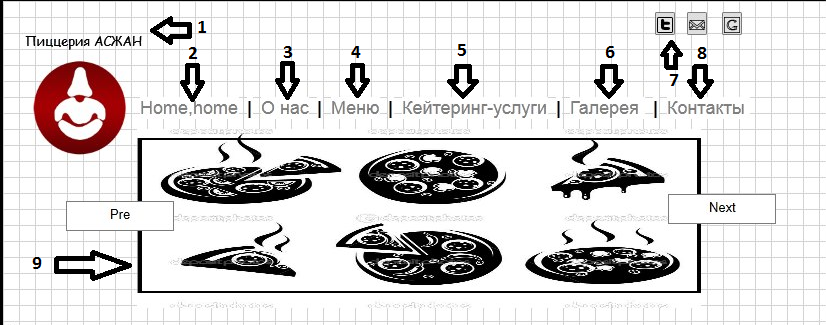 1
Пиццерия АСЖАН
2 3 4 5 6 7 8
Home,home | О нас | Меню | Кейтеринг-услуги | Галерея | Контакты
Pre
Next
9